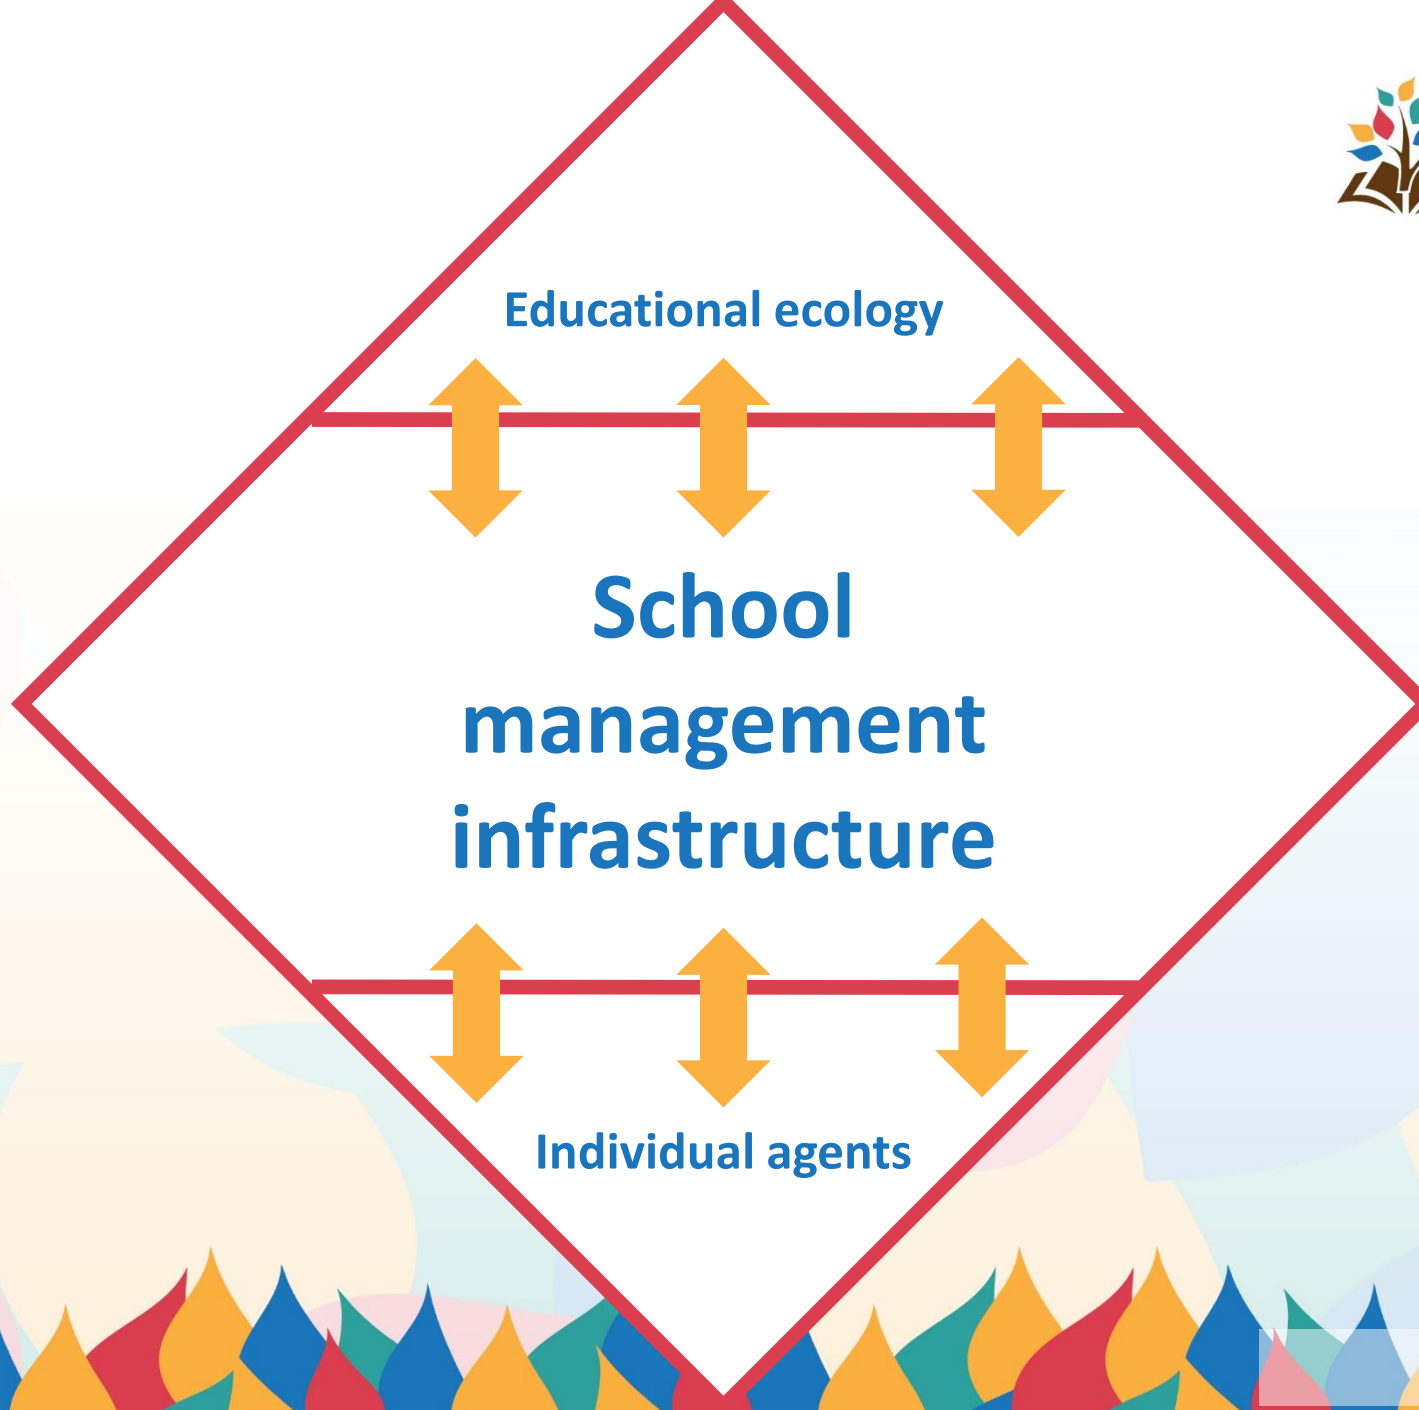 Educational ecology
School
management
infrastructure
Individual agents